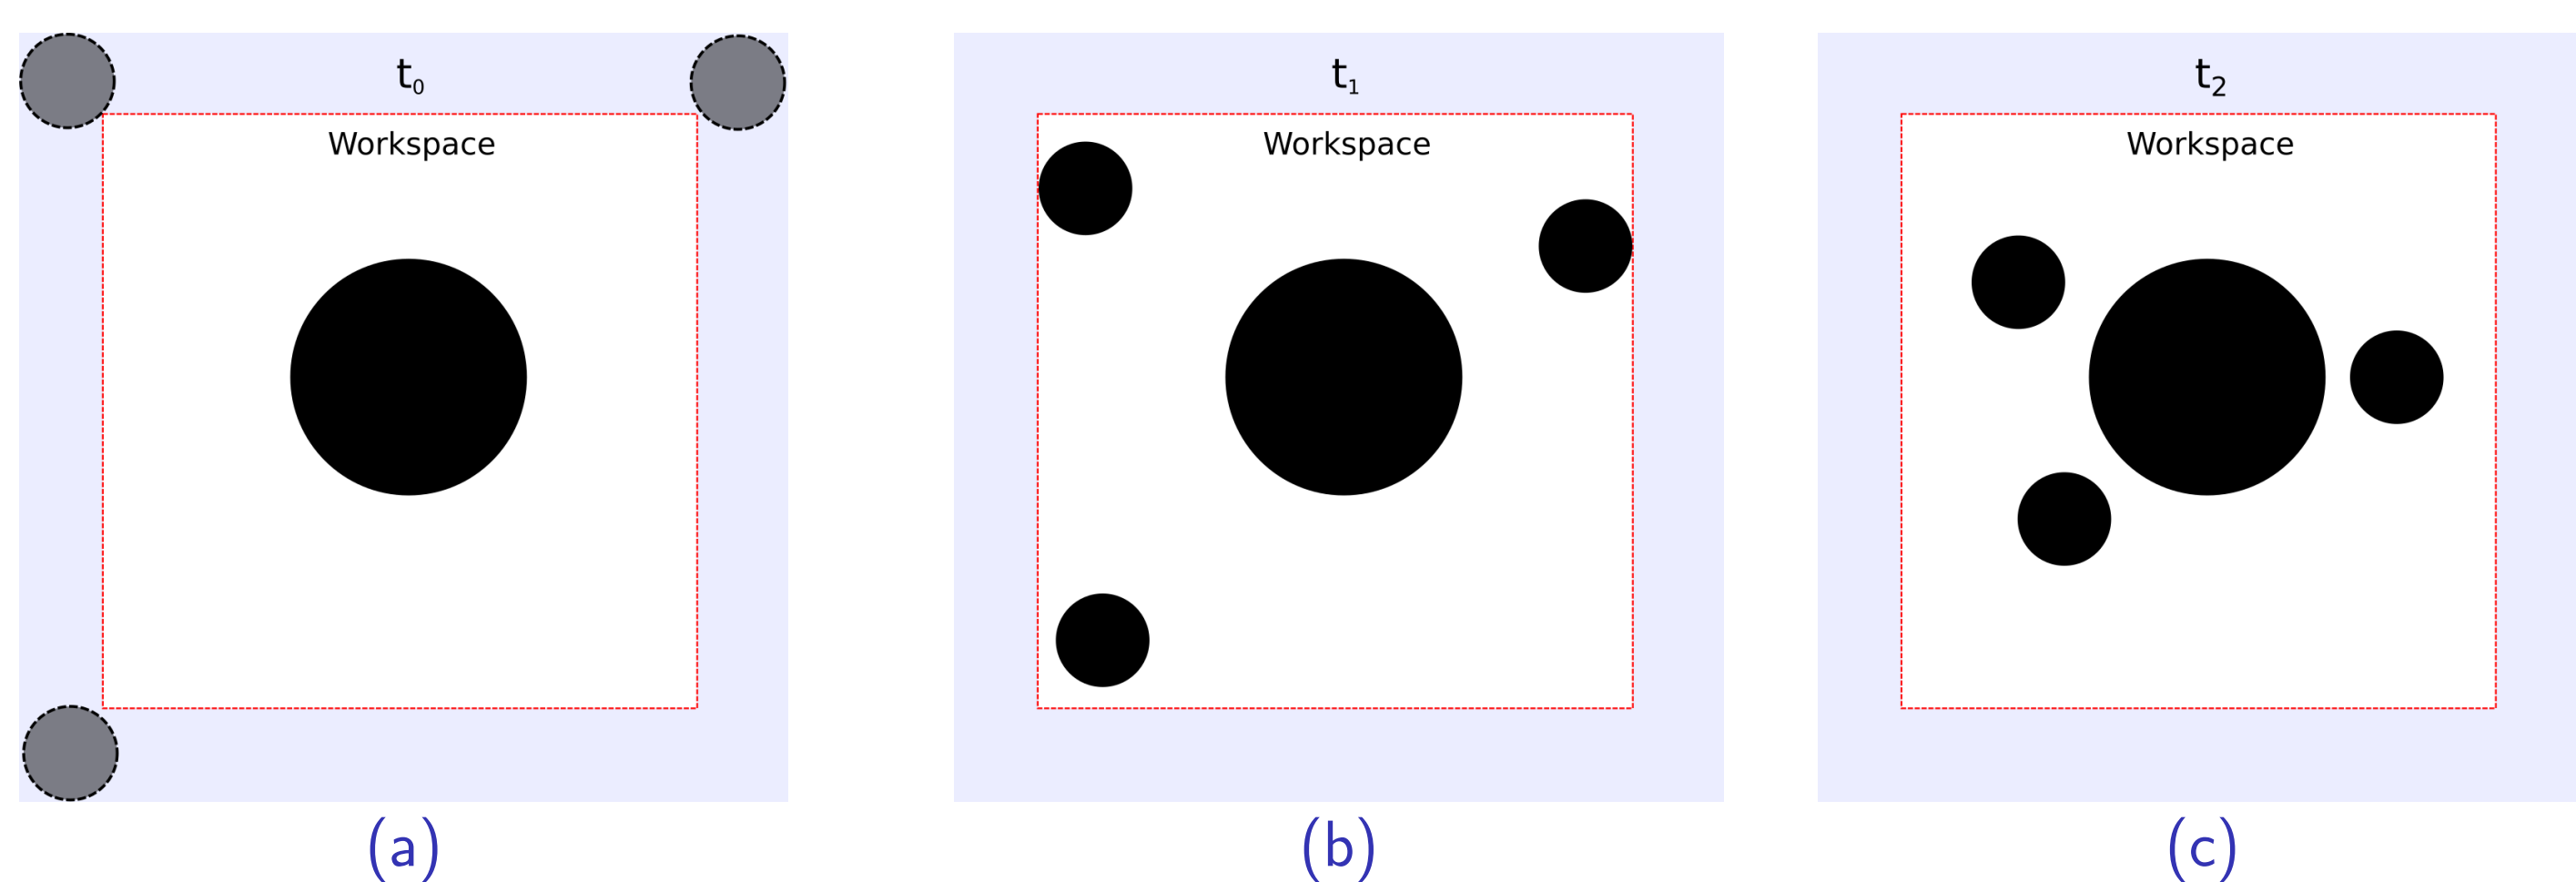 t₀
Workspace
(a)
t₁
Workspace
(b)
t₂
Workspace
(c)